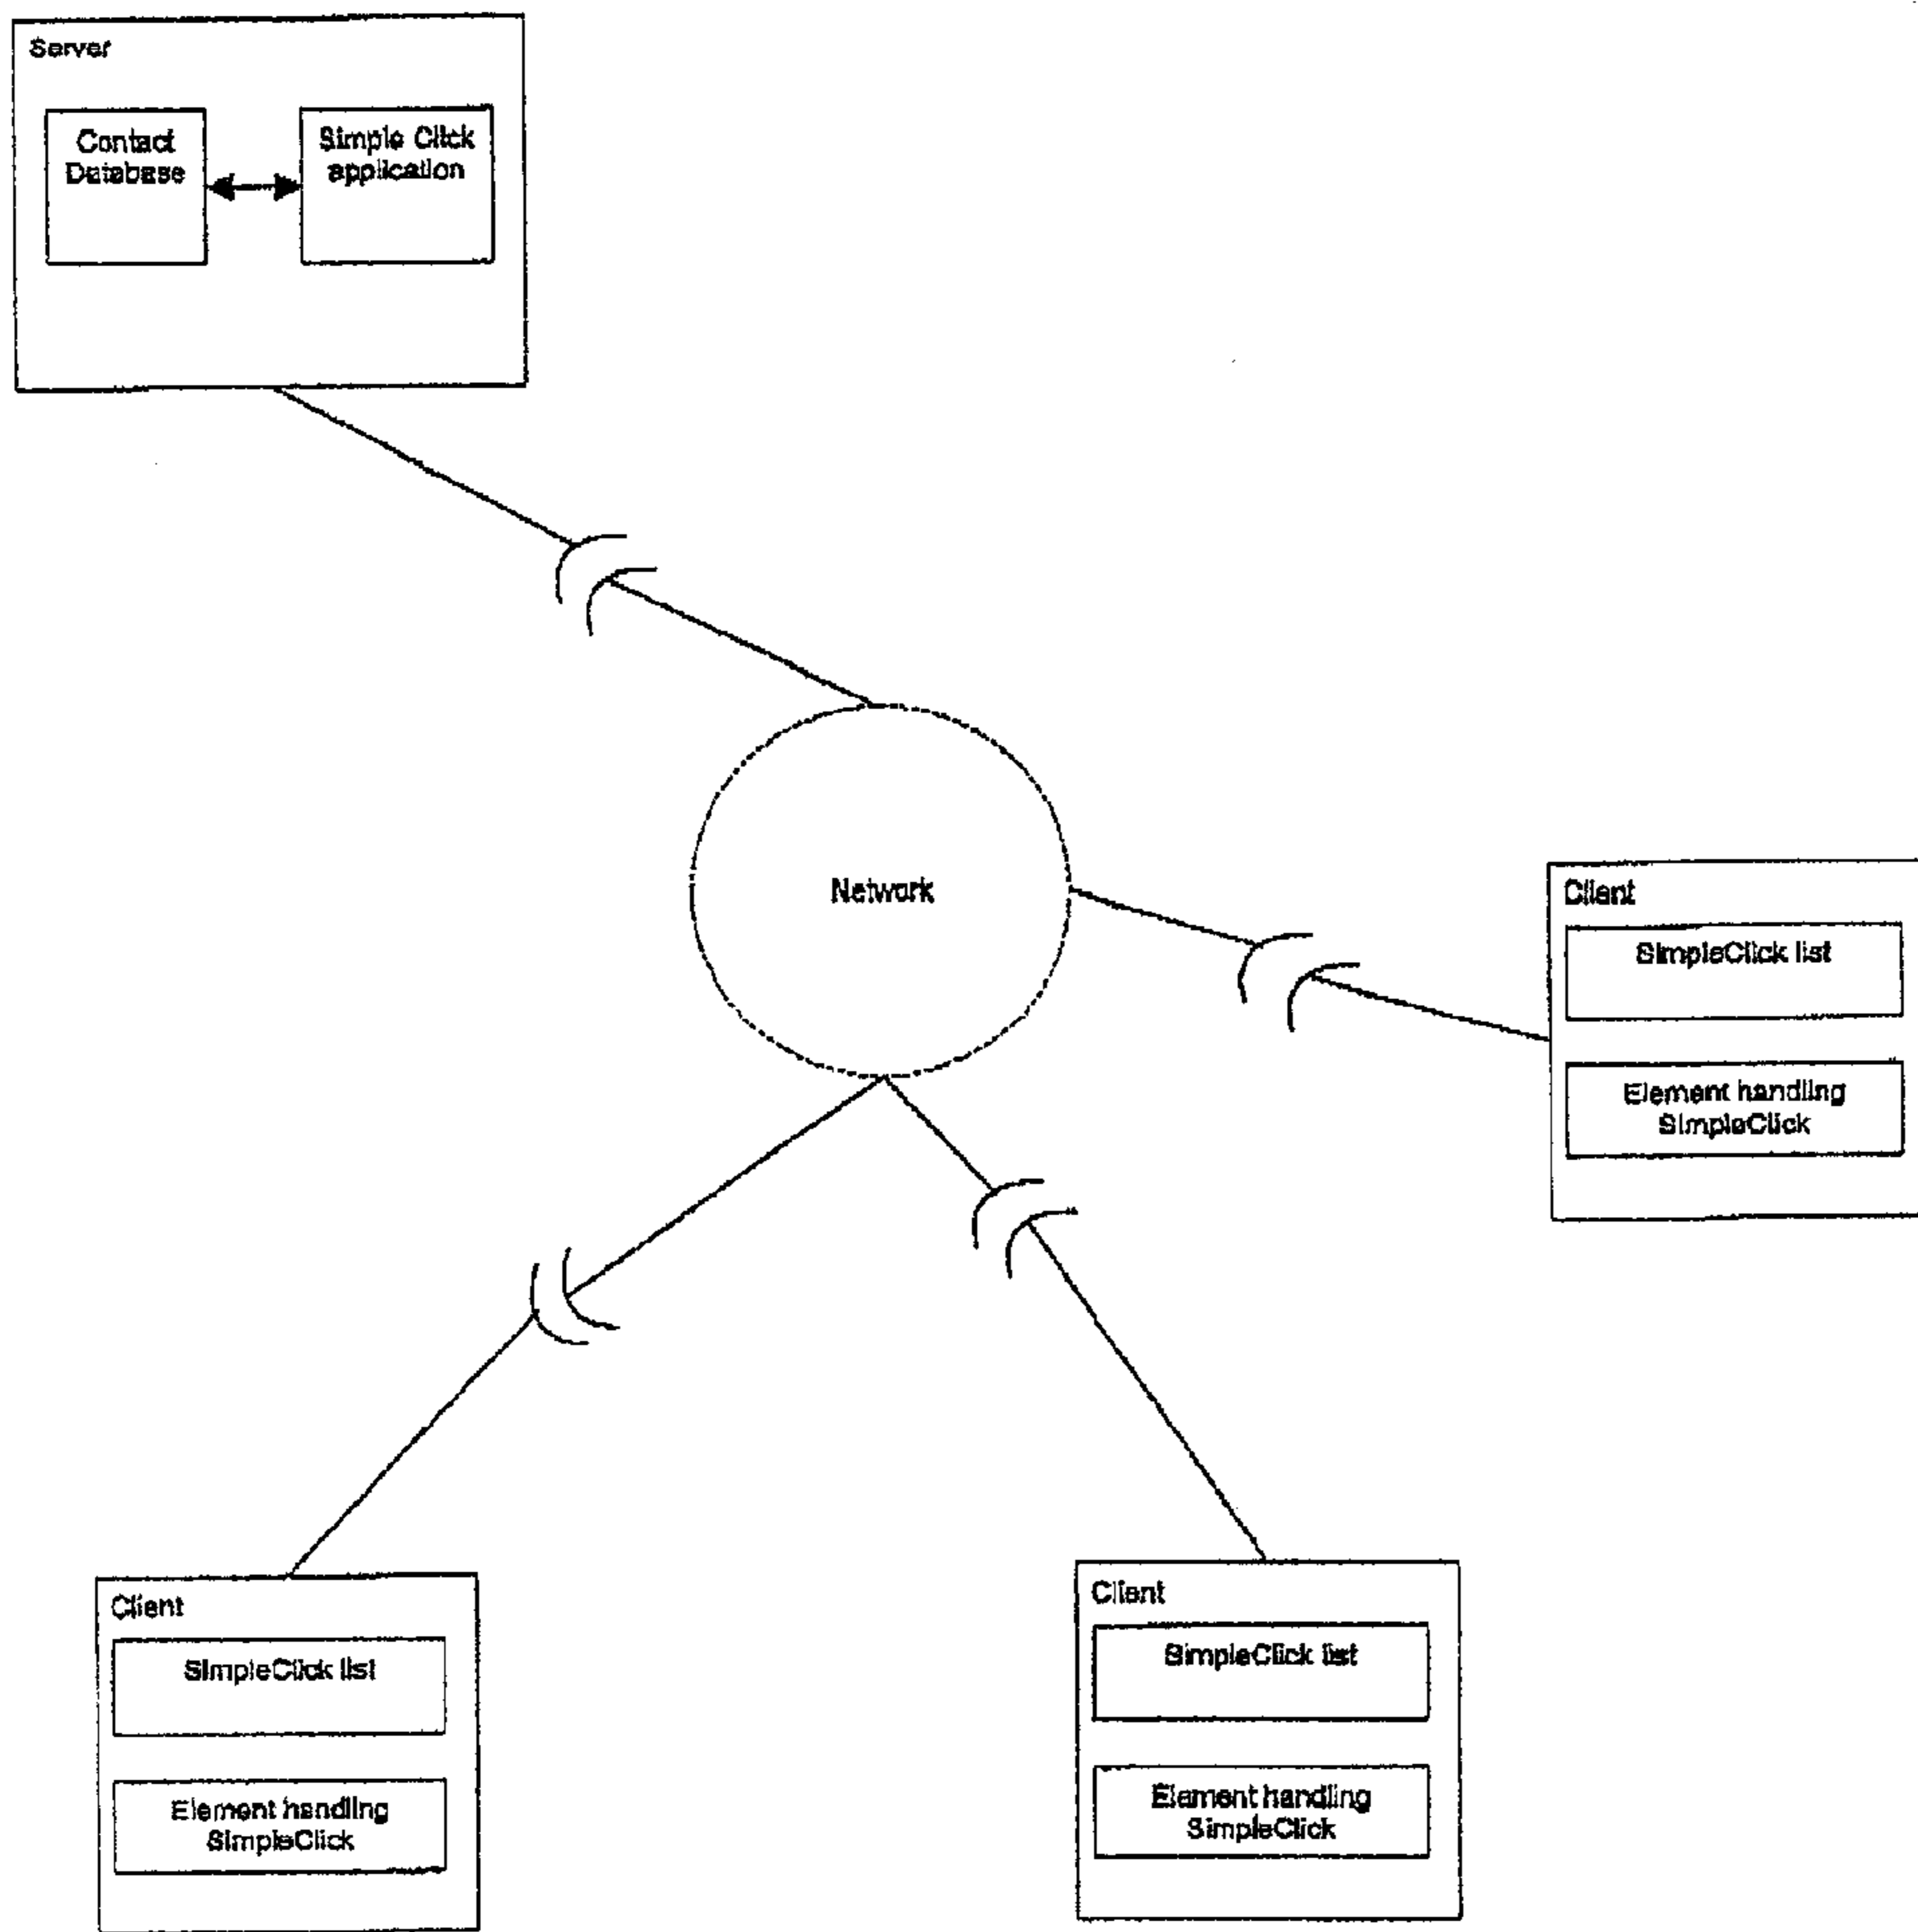 Server
Contact
Database
Simple Click
application
Network
Client
SimpleClick list
Element handling
SimpleClick
Client
SimpleClick list
Element handling
SimpleClick
Client
SimpleClick list
Element handling
SimpleClick